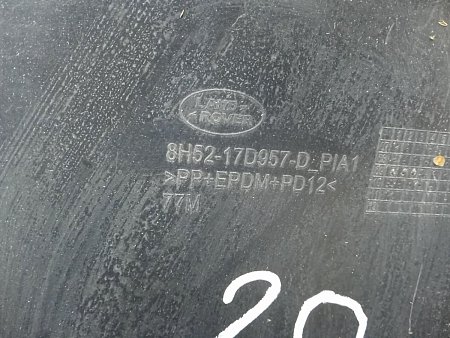 LAND-
ROVER
8H52-17D957-D_PIA1
>PP+EPDM+PD12<
77M
20